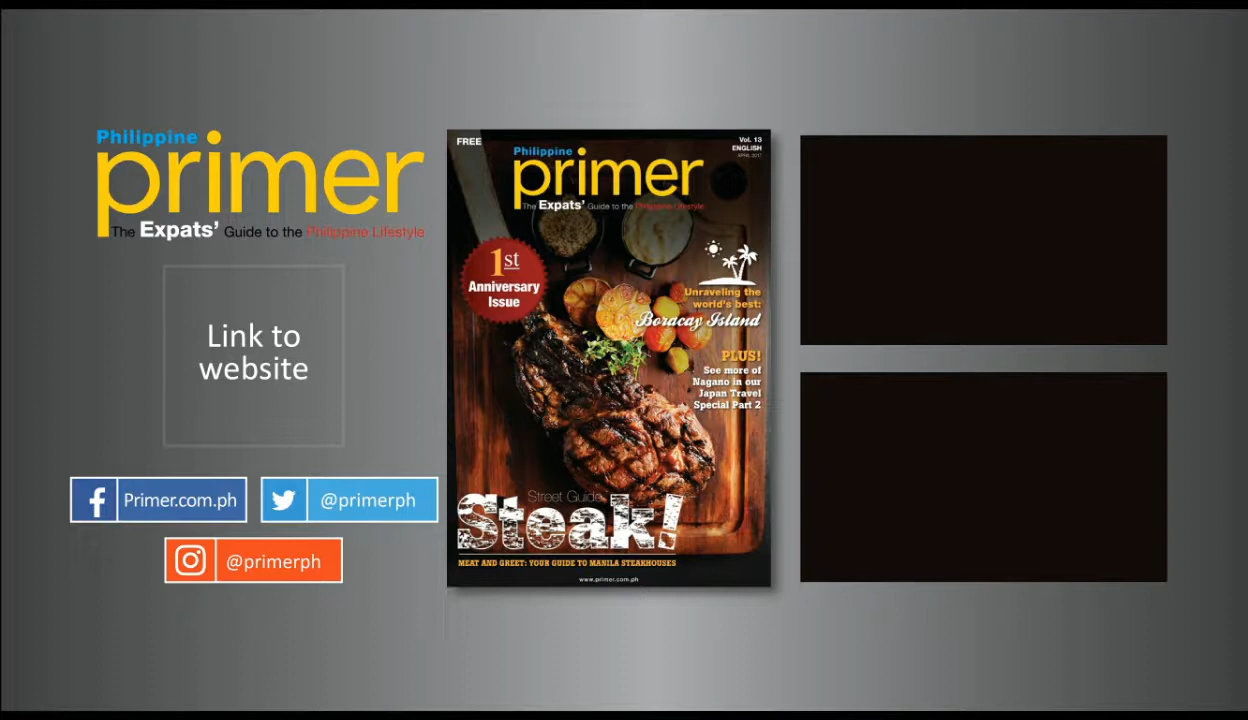 Philippine
primer
The Expats' Guide to the Philippine Lifestyle
Link to
website
Primer.com.ph
@primerph
@primerph
FREE
Vol. 13
ENGLISH
APRIL 2017
Philippine
primer
The Expats' Guide to the Philippine Lifestyle
1st
Anniversary
Issue
Unraveling the
world's best:
Boracay Island
PLUS!
See more of
Nagano in our
Japan Travel
Special Part 2
Street Guide
Steak!
MEAT AND GREET: YOUR GUIDE TO MANILA STEAKHOUSES
www.primer.com.ph